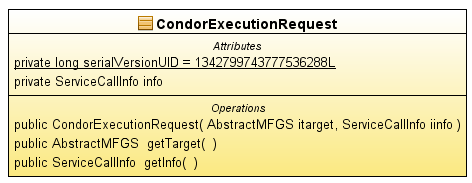 CondorExecutionRequest
Attributes
private long serialVersionUID = 1342799743777536288L
private ServiceCallInfo info
Operations
public CondorExecutionRequest( AbstractMFGS itarget, ServiceCallInfo iinfo )
public AbstractMFGS getTarget( )
public ServiceCallInfo getInfo( )